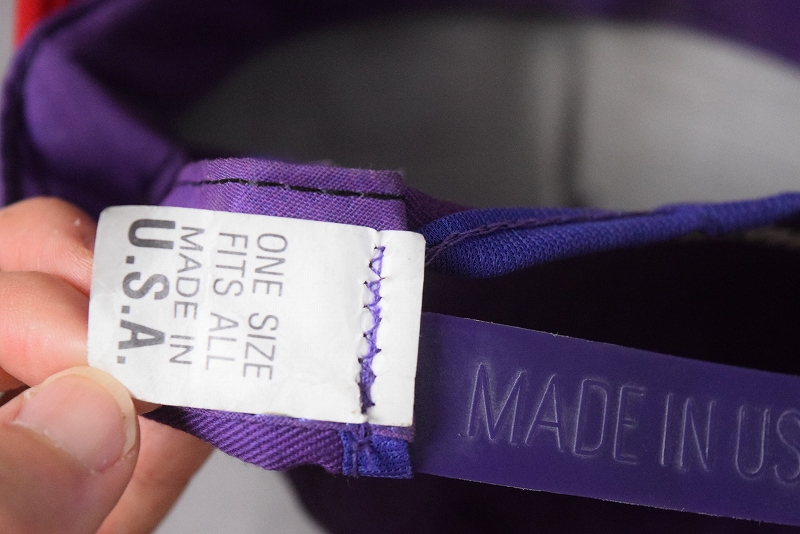 ONE SIZE
FITS ALL
MADE IN
U.S.A.
MADE IN US